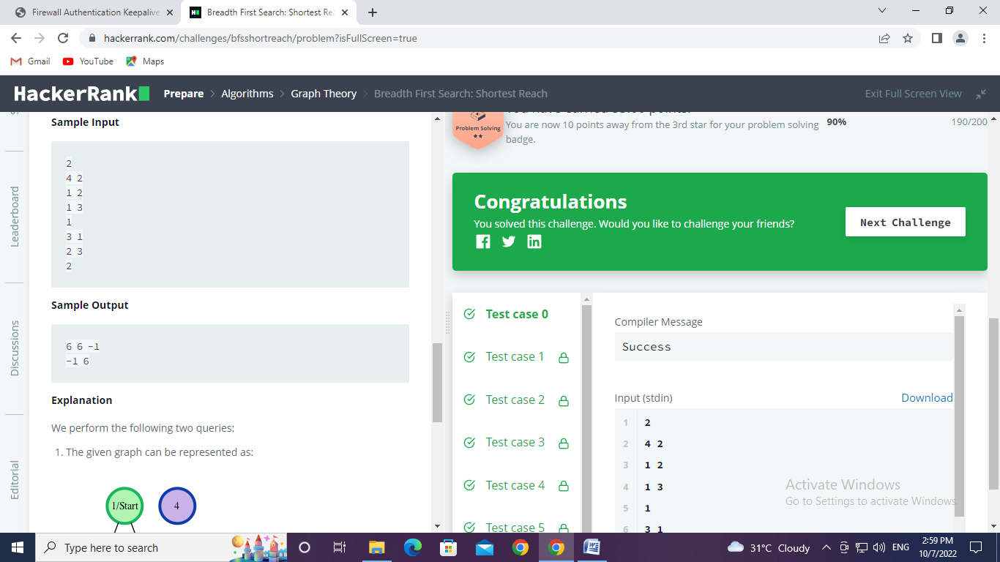 Firewall Authentication Keepalive
Breadth First Search: Shortest Re
hackerrank.com/challenges/bfsshortreach/problem?isFullScreen=true
Gmail
YouTube
Maps
HackerRank
Prepare > Algorithms > Graph Theory > Breadth First Search: Shortest Reach
Exit Full Screen View
Leaderboard
Discussions
Editorial
Sample Input
2
4 2
1 2
1 3
1
3 1
2 3
2
Sample Output
6 6 -1
-1 6
Explanation
We perform the following two queries:
1. The given graph can be represented as:
1/Start
4
Problem Solving
You are now 10 points away from the 3rd star for your problem solving
badge.
90%
190/200
Congratulations
You solved this challenge. Would you like to challenge your friends?
Next Challenge
Test case 0
Test case 1
Test case 2
Test case 3
Test case 4
Test case 5
Compiler Message
Success
Input (stdin)
Download
1 2
2 4 2
3 1 2
4 1 3
5 1
6 3 1
Activate Windows
Go to Settings to activate Windows.
Type here to search
31°C Cloudy
ENG
2:59 PM
10/7/2022